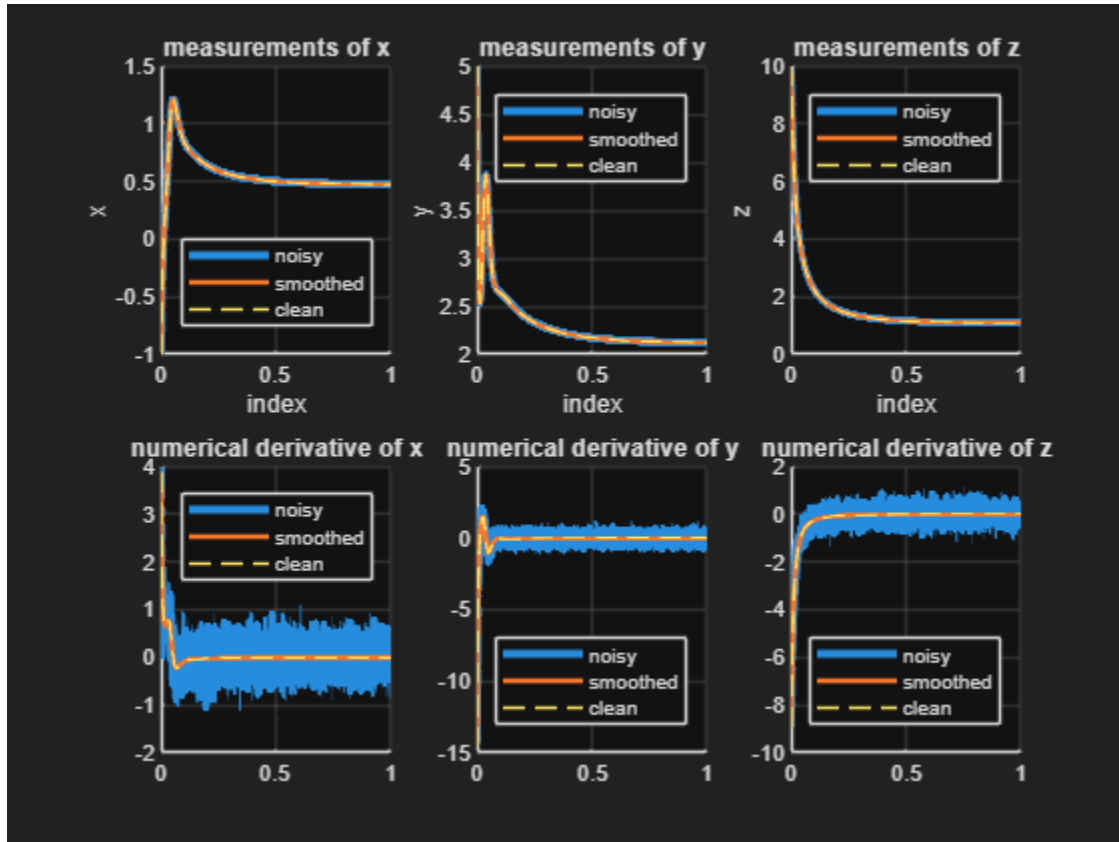 measurements of x
1.5
1
0.5
0
-0.5
-1
x
noisy
smoothed
clean
0
0.5
1
index
measurements of y
5
4.5
4
3.5
3
2.5
2
y
noisy
smoothed
clean
0
0.5
1
index
measurements of z
10
8
6
4
2
0
z
noisy
smoothed
clean
0
0.5
1
index
numerical derivative of x
4
3
2
1
0
-1
-2
noisy
smoothed
clean
0
0.5
1
numerical derivative of y
5
0
-5
-10
-15
noisy
smoothed
clean
0
0.5
1
numerical derivative of z
2
0
-2
-4
-6
-8
-10
noisy
smoothed
clean
0
0.5
1